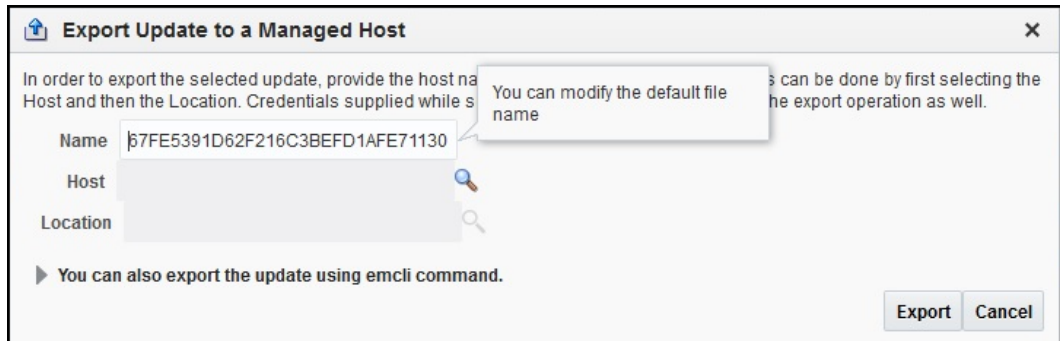 Export Update to a Managed Host
In order to export the selected update, provide the host na
s can be done by first selecting the
Host and then the Location. Credentials supplied while s
he export operation as well.
You can modify the default file
name
Name 67FE5391D62F216C3BEFD1AFE71130
Host
Location
You can also export the update using emcli command.
Export Cancel